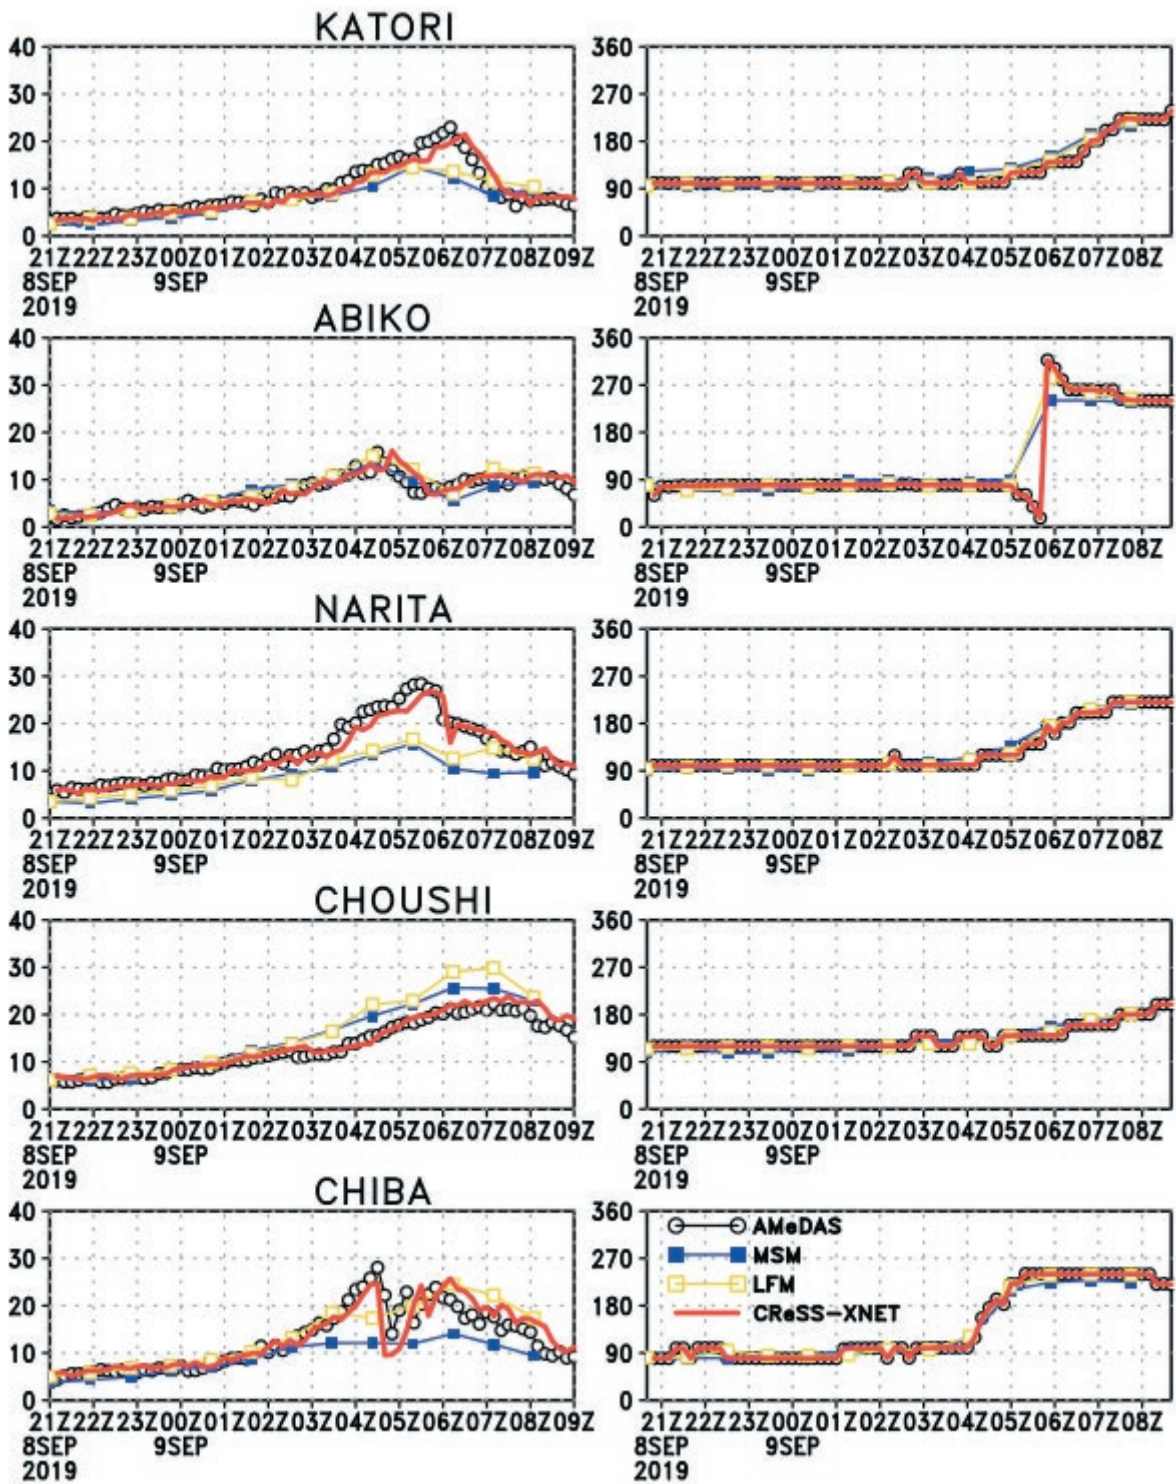 KATORI
40 360
30 270
20 180
10 90
0 0
21Z22Z23Z00Z01Z02Z03Z04Z05Z06Z07Z08Z09Z 21Z22Z23Z00Z01Z02Z03Z04Z05Z06Z07Z08Z
8SEP 9SEP 8SEP 9SEP
2019 2019
ABIKO
40 360
30 270
20 180
10 90
0 0
21Z22Z23Z00Z01Z02Z03Z04Z05Z06Z07Z08Z09Z 21Z22Z23Z00Z01Z02Z03Z04Z05Z06Z07Z08Z
8SEP 9SEP 8SEP 9SEP
2019 2019
NARITA
40 360
30 270
20 180
10 90
0 0
21Z22Z23Z00Z01Z02Z03Z04Z05Z06Z07Z08Z09Z 21Z22Z23Z00Z01Z02Z03Z04Z05Z06Z07Z08Z
8SEP 9SEP 8SEP 9SEP
2019 2019
CHOUSHI
40 360
30 270
20 180
10 90
0 0
21Z22Z23Z00Z01Z02Z03Z04Z05Z06Z07Z08Z09Z 21Z22Z23Z00Z01Z02Z03Z04Z05Z06Z07Z08Z
8SEP 9SEP 8SEP 9SEP
2019 2019
CHIBA
40 360
AMeDAS
30 270
MSM
LFM
20 180
CReSS-XNET
10 90
0 0
21Z22Z23Z00Z01Z02Z03Z04Z05Z06Z07Z08Z09Z 21Z22Z23Z00Z01Z02Z03Z04Z05Z06Z07Z08Z
8SEP 9SEP 8SEP 9SEP
2019 2019